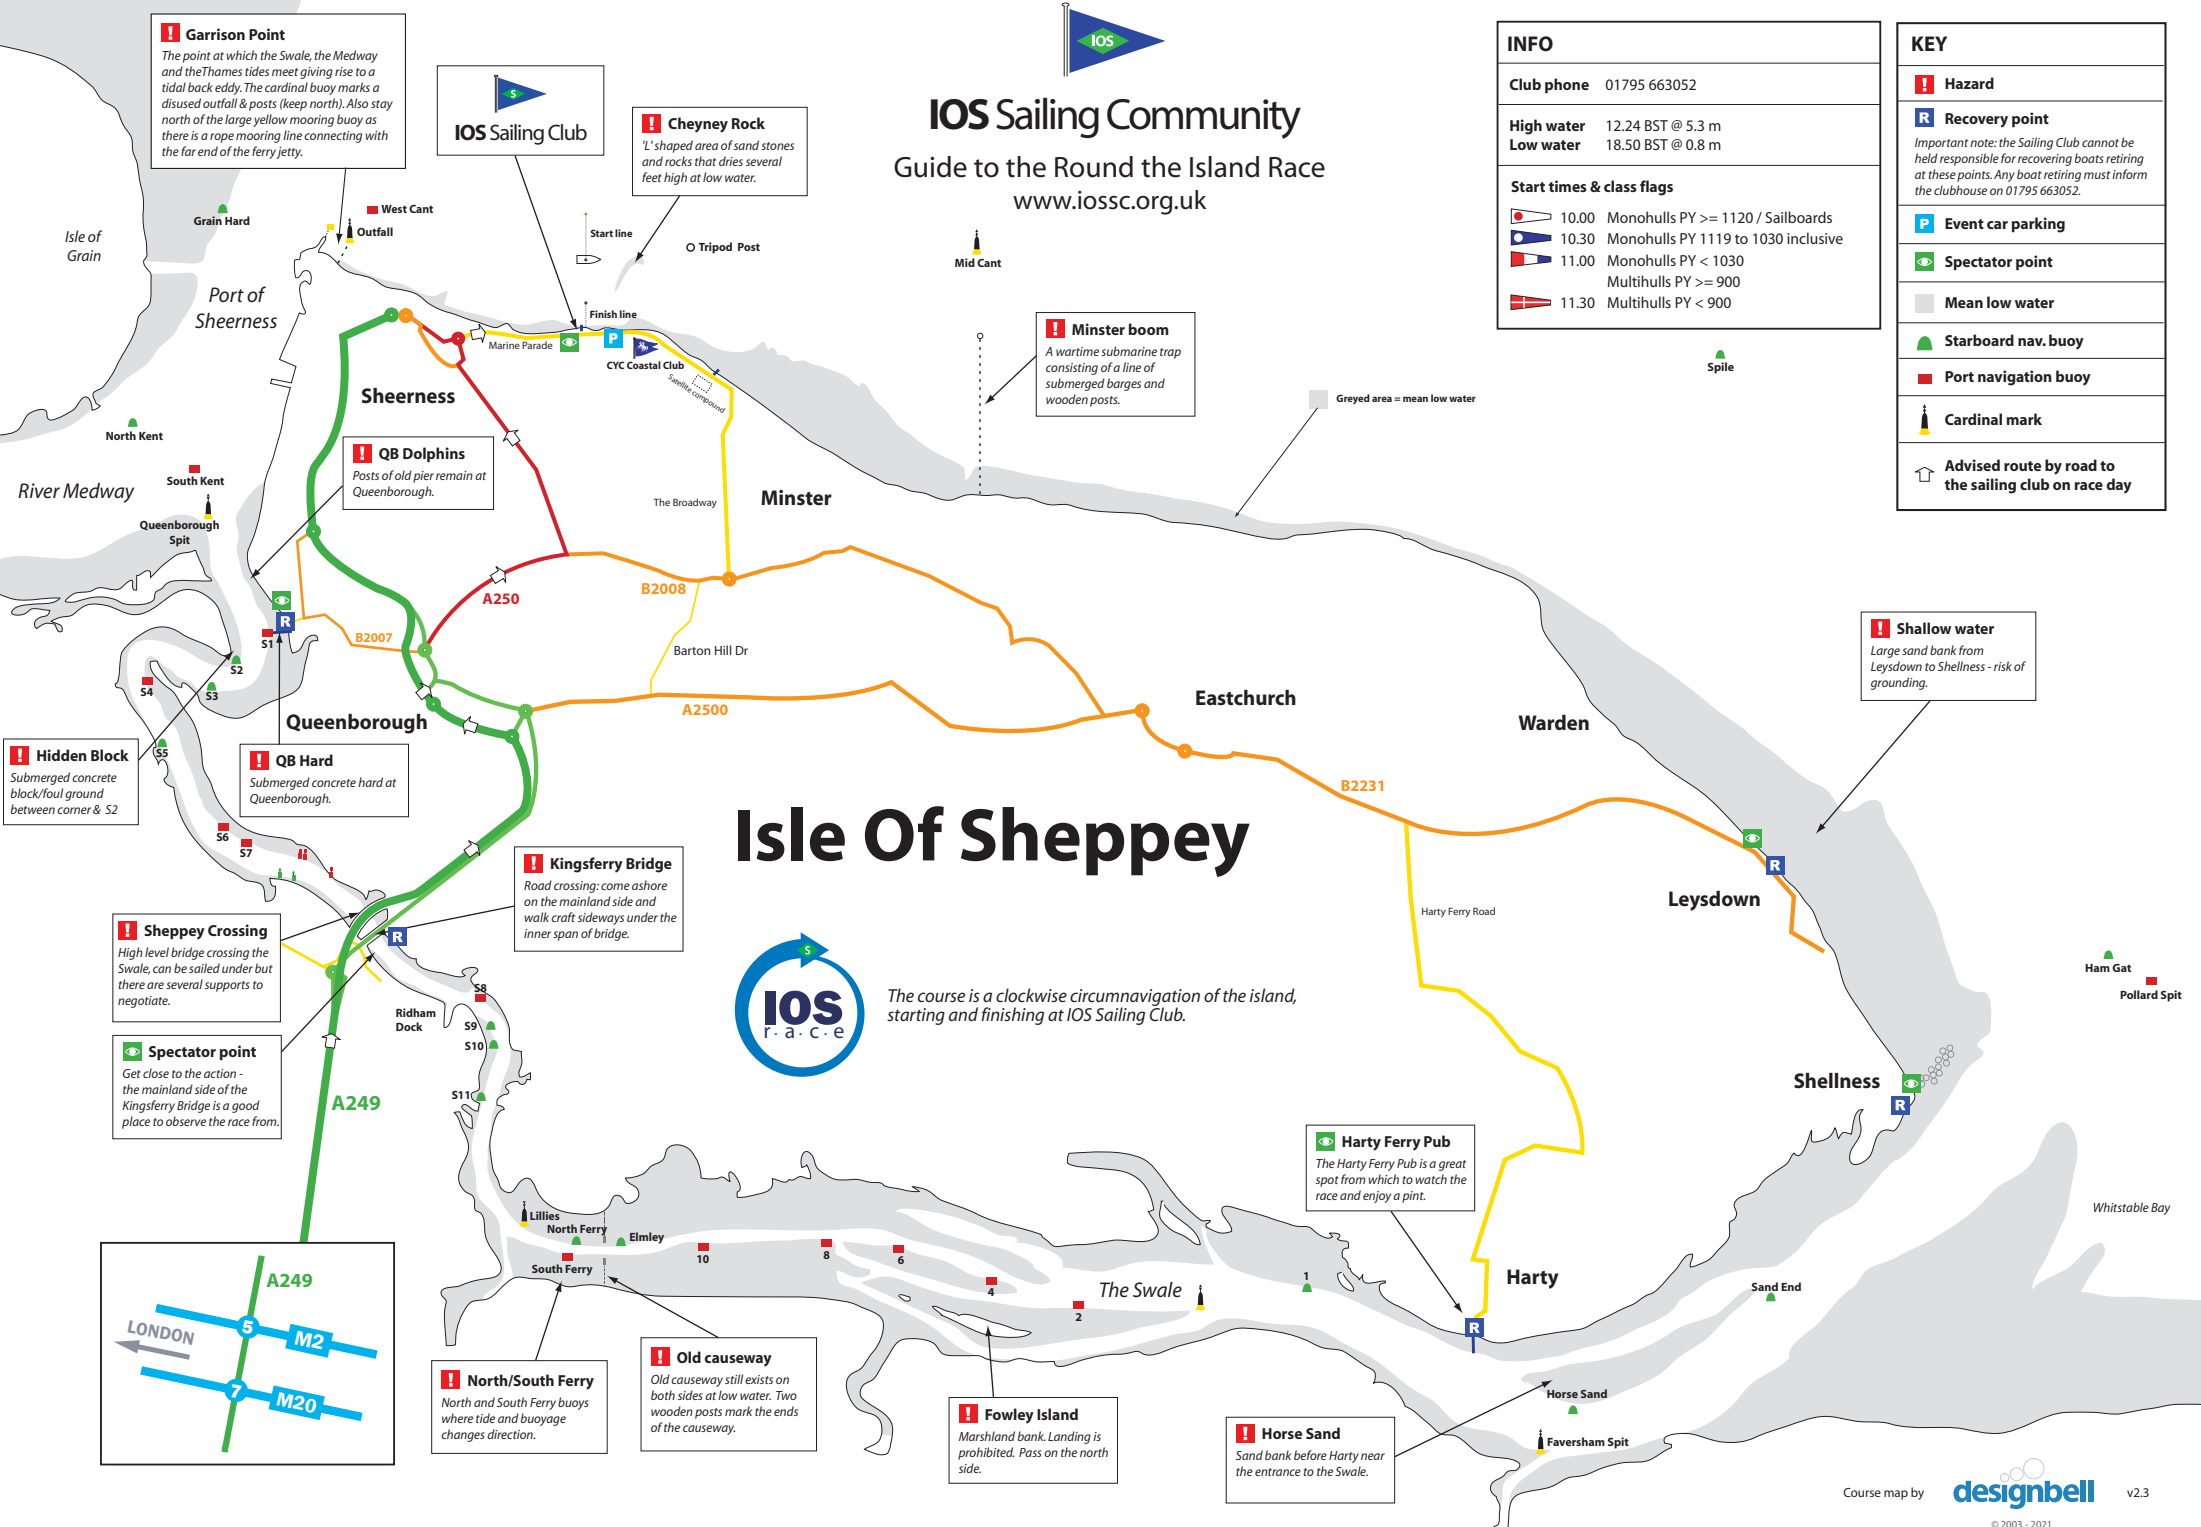 Garrison Point
The point at which the Swale, the Medway
and theThames tides meet giving rise to a
tidal back eddy. The cardinal buoy marks a
disused outfall & posts (keep north). Also stay
north of the large yellow mooring buoy as
there is a rope mooring line connecting with
the far end of the ferry jetty.
S
IOS Sailing Club
Cheyney Rock
'L' shaped area of sand stones
and rocks that dries several
feet high at low water.
IOS
IOS Sailing Community
Guide to the Round the Island Race
www.iossc.org.uk
INFO
Club phone 01795 663052
High water 12.24 BST @ 5.3 m
Low water 18.50 BST @ 0.8 m
Start times & class flags
10.00 Monohulls PY >= 1120 / Sailboards
10.30 Monohulls PY 1119 to 1030 inclusive
11.00 Monohulls PY < 1030
Multihulls PY >= 900
11.30 Multihulls PY < 900
KEY
Hazard
R Recovery point
Important note: the Sailing Club cannot be
held responsible for recovering boats retiring
at these points. Any boat retiring must inform
the clubhouse on 01795 663052.
P Event car parking
Spectator point
Mean low water
Starboard nav. buoy
Port navigation buoy
Cardinal mark
Advised route by road to
the sailing club on race day
West Cant
Grain Hard
Outfall
Isle of
Grain
Start line
Tripod Post
Mid Cant
Port of
Sheerness
Finish line
Marine Parade
P
CYC Coastal Club
Satellite compound
Minster boom
A wartime submarine trap
consisting of a line of
submerged barges and
wooden posts.
Spile
Sheerness
Greyed area = mean low water
North Kent
QB Dolphins
Posts of old pier remain at
Queenborough.
South Kent
River Medway
Minster
The Broadway
Queenborough
Spit
A250
B2008
R
S1
B2007
Barton Hill Dr
Shallow water
Large sand bank from
Leysdown to Shellness - risk of
grounding.
S2
S4
S3
Queenborough
A2500
Eastchurch
Warden
S5
Hidden Block
Submerged concrete
block/foul ground
between corner & S2
QB Hard
Submerged concrete hard at
Queenborough.
B2231
Isle Of Sheppey
S6
S7
Kingsferry Bridge
Road crossing: come ashore
on the mainland side and
walk craft sideways under the
inner span of bridge.
R
Leysdown
Harty Ferry Road
Sheppey Crossing
High level bridge crossing the
Swale, can be sailed under but
there are several supports to
negotiate.
R
S
IOS
r.a.c.e
The course is a clockwise circumnavigation of the island,
starting and finishing at IOS Sailing Club.
Ham Gat
Pollard Spit
S8
Ridham
Dock
S9
S10
Spectator point
Get close to the action -
the mainland side of the
Kingsferry Bridge is a good
place to observe the race from.
A249
S11
Shellness
R
Harty Ferry Pub
The Harty Ferry Pub is a great
spot from which to watch the
race and enjoy a pint.
Whitstable Bay
Lillies
North Ferry
Elmley
South Ferry
10
8
6
4
2
The Swale
1
Harty
Sand End
R
A249
LONDON
5
M2
7
M20
North/South Ferry
North and South Ferry buoys
where tide and buoyage
changes direction.
Old causeway
Old causeway still exists on
both sides at low water. Two
wooden posts mark the ends
of the causeway.
Fowley Island
Marshland bank. Landing is
prohibited. Pass on the north
side.
Horse Sand
Horse Sand
Sand bank before Harty near
the entrance to the Swale.
Faversham Spit
Course map by designbell v2.3
© 2003 - 2021